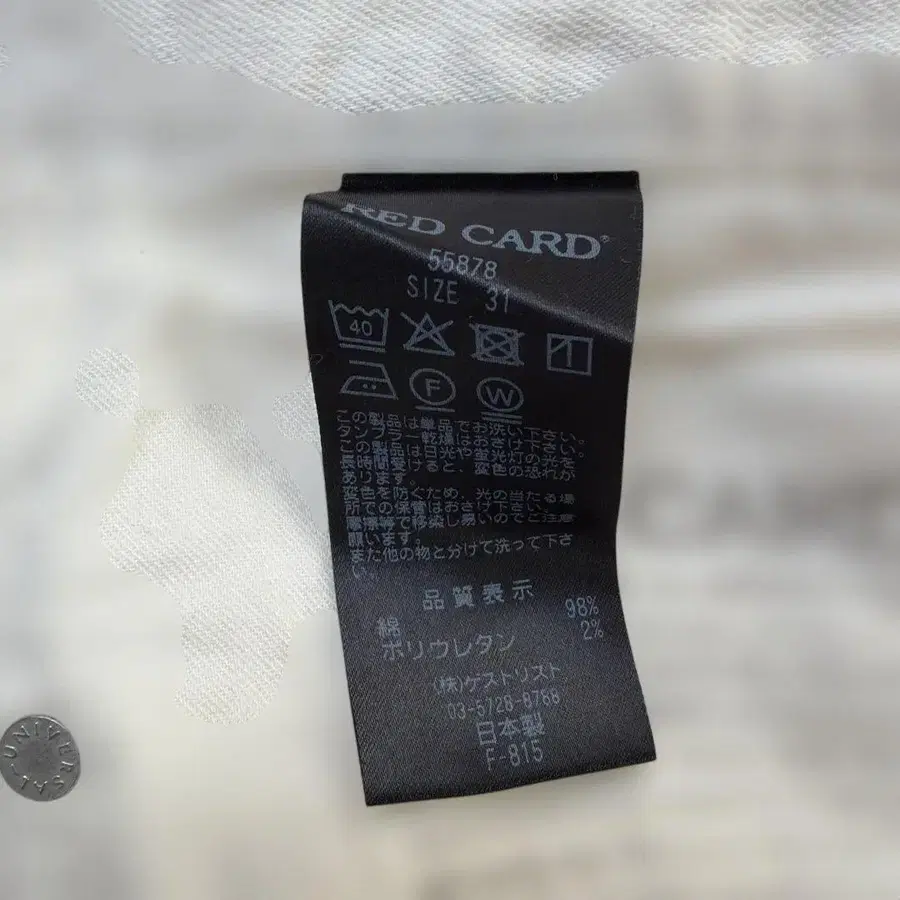 RED CARD
55878
SIZE 31
40
F
W
この製品は単品でお洗い下さい。
タンブラー乾燥はおさけ下さい。
この製品は日光や蛍光灯の光を
長時間受けると、変色の恐れが
あります。
変色を防ぐため、光の当たる場
所での保管はおさけ下さい。
摩擦等で移染し易いのでご注意
願います。
また他の物と分けて洗って下さ
い。
品質表示
綿 98%
ポリウレタン 2%
(株)ゲストリスト
03-5728-8788
日本製
F-815
UNIVERSAL